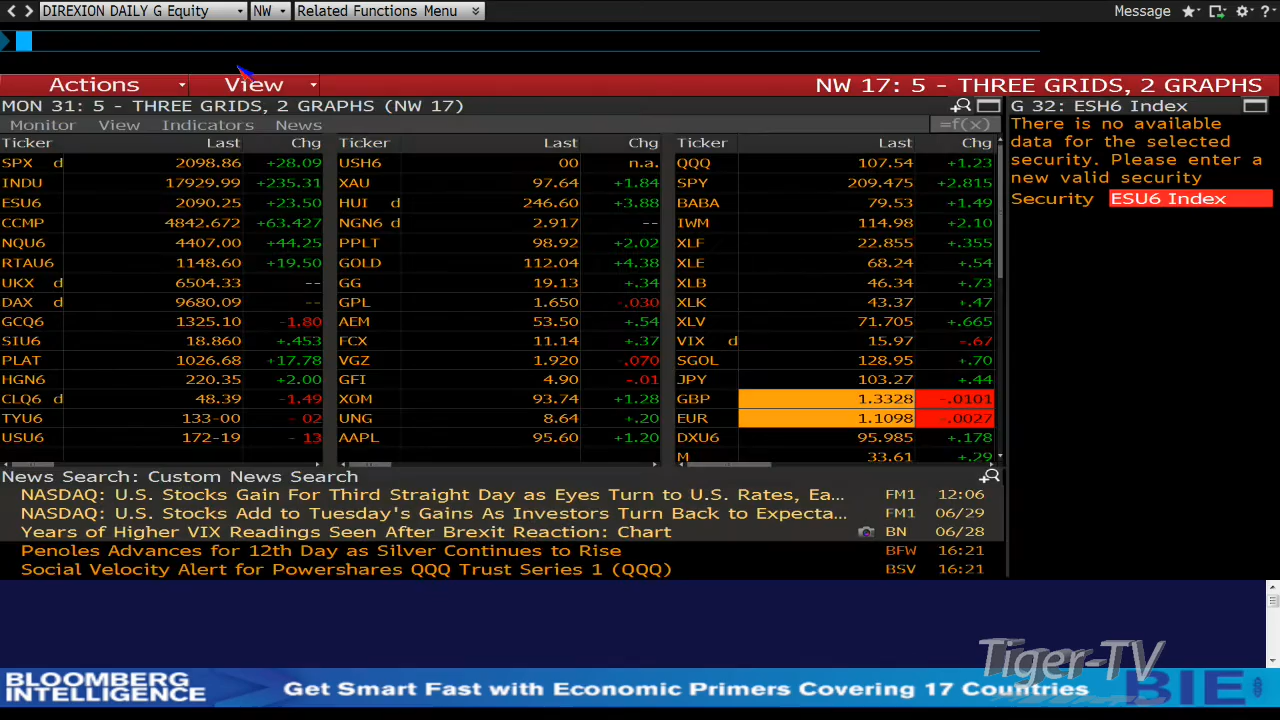 DIREXION DAILY G Equity NW Related Functions Menu Message
Actions View NW 17: 5 - THREE GRIDS, 2 GRAPHS
MON 31: 5 - THREE GRIDS, 2 GRAPHS (NW 17)
Monitor View Indicators News =f(x)
Ticker Last Chg Ticker Last Chg Ticker Last Chg
SPX d 2098.86 +28.09 USH6 00 n.a. QQQ 107.54 +1.23
INDU 17929.99 +235.31 XAU 97.64 +1.84 SPY 209.475 +2.815
ESU6 2090.25 +23.50 HUI d 246.60 +3.88 BABA 79.53 +1.49
CCMP 4842.672 +63.427 NGN6 d 2.917 -- IWM 114.98 +2.10
NQU6 4407.00 +44.25 PPLT 98.92 +2.02 XLF 22.855 +.355
RTAU6 1148.60 +19.50 GOLD 112.04 +4.38 XLE 68.24 +.54
UKX d 6504.33 -- GG 19.13 +.34 XLB 46.34 +.73
DAX d 9680.09 -- GPL 1.650 -.030 XLK 43.37 +.47
GCQ6 1325.10 -1.80 AEM 53.50 +.54 XLV 71.705 +.665
SIU6 18.860 +.453 FCX 11.14 +.37 VIX d 15.97 -.67
PLAT 1026.68 +17.78 VGZ 1.920 -.070 SGOL 128.95 +.70
HGN6 220.35 +2.00 GFI 4.90 -.01 JPY 103.27 +.44
CLQ6 d 48.39 -1.49 XOM 93.74 +1.28 GBP 1.3328 -.0101
TYU6 133-00 - 02 UNG 8.64 +.20 EUR 1.1098 -.0027
USU6 172-19 - 13 AAPL 95.60 +1.20 DXU6 95.985 +.178
M 33.61 +.29
G 32: ESH6 Index
There is no available
data for the selected
security. Please enter a
new valid security
Security ESU6 Index
News Search: Custom News Search
NASDAQ: U.S. Stocks Gain For Third Straight Day as Eyes Turn to U.S. Rates, Ea... FM1 12:06
NASDAQ: U.S. Stocks Add to Tuesday's Gains As Investors Turn Back to Expecta... FM1 06/29
Years of Higher VIX Readings Seen After Brexit Reaction: Chart BN 06/28
Penoles Advances for 12th Day as Silver Continues to Rise BFW 16:21
Social Velocity Alert for Powershares QQQ Trust Series 1 (QQQ) BSV 16:21
Tiger-TV
BLOOMBERG
INTELLIGENCE
Get Smart Fast with Economic Primers Covering 17 Countries
BIE